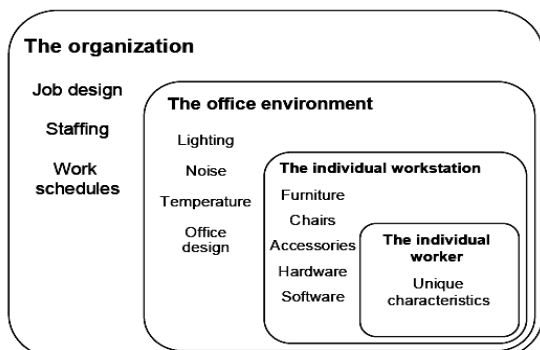 The organization
Job design
Staffing
Work
schedules
The office environment
Lighting
Noise
Temperature
Office
design
The individual workstation
Furniture
Chairs
Accessories
Hardware
Software
The individual
worker
Unique
characteristics